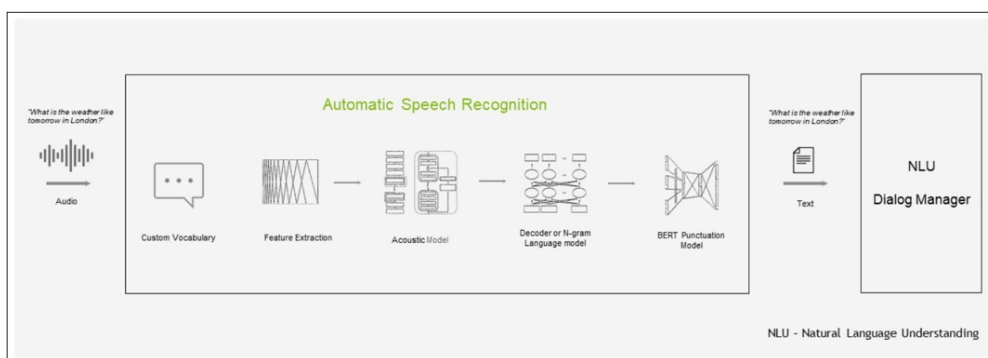 Automatic Speech Recognition
"What is the weather like
tomorrow in London?"
Audio
Custom Vocabulary
Feature Extraction
Acoustic Model
Decoder or N-gram
Language model
BERT Punctuation
Model
"What is the weather like
tomorrow in London?"
Text
NLU
Dialog Manager
NLU - Natural Language Understanding